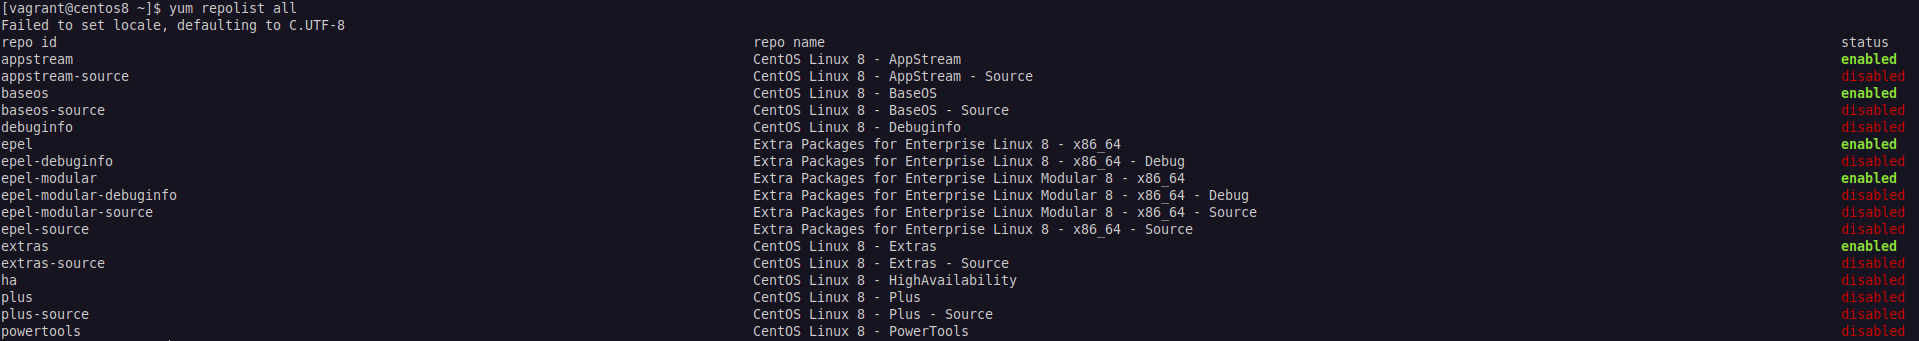 [vagrant@centos8 ~]$ yum repolist all
Failed to set locale, defaulting to C.UTF-8
repo id repo name status
appstream CentOS Linux 8 - AppStream enabled
appstream-source CentOS Linux 8 - AppStream - Source disabled
baseos CentOS Linux 8 - BaseOS enabled
baseos-source CentOS Linux 8 - BaseOS - Source disabled
debuginfo CentOS Linux 8 - Debuginfo disabled
epel Extra Packages for Enterprise Linux 8 - x86_64 enabled
epel-debuginfo Extra Packages for Enterprise Linux 8 - x86_64 - Debug disabled
epel-modular Extra Packages for Enterprise Linux Modular 8 - x86_64 enabled
epel-modular-debuginfo Extra Packages for Enterprise Linux Modular 8 - x86_64 - Debug disabled
epel-modular-source Extra Packages for Enterprise Linux Modular 8 - x86_64 - Source disabled
epel-source Extra Packages for Enterprise Linux 8 - x86_64 - Source disabled
extras CentOS Linux 8 - Extras enabled
extras-source CentOS Linux 8 - Extras - Source disabled
ha CentOS Linux 8 - HighAvailability disabled
plus CentOS Linux 8 - Plus disabled
plus-source CentOS Linux 8 - Plus - Source disabled
powertools CentOS Linux 8 - PowerTools disabled